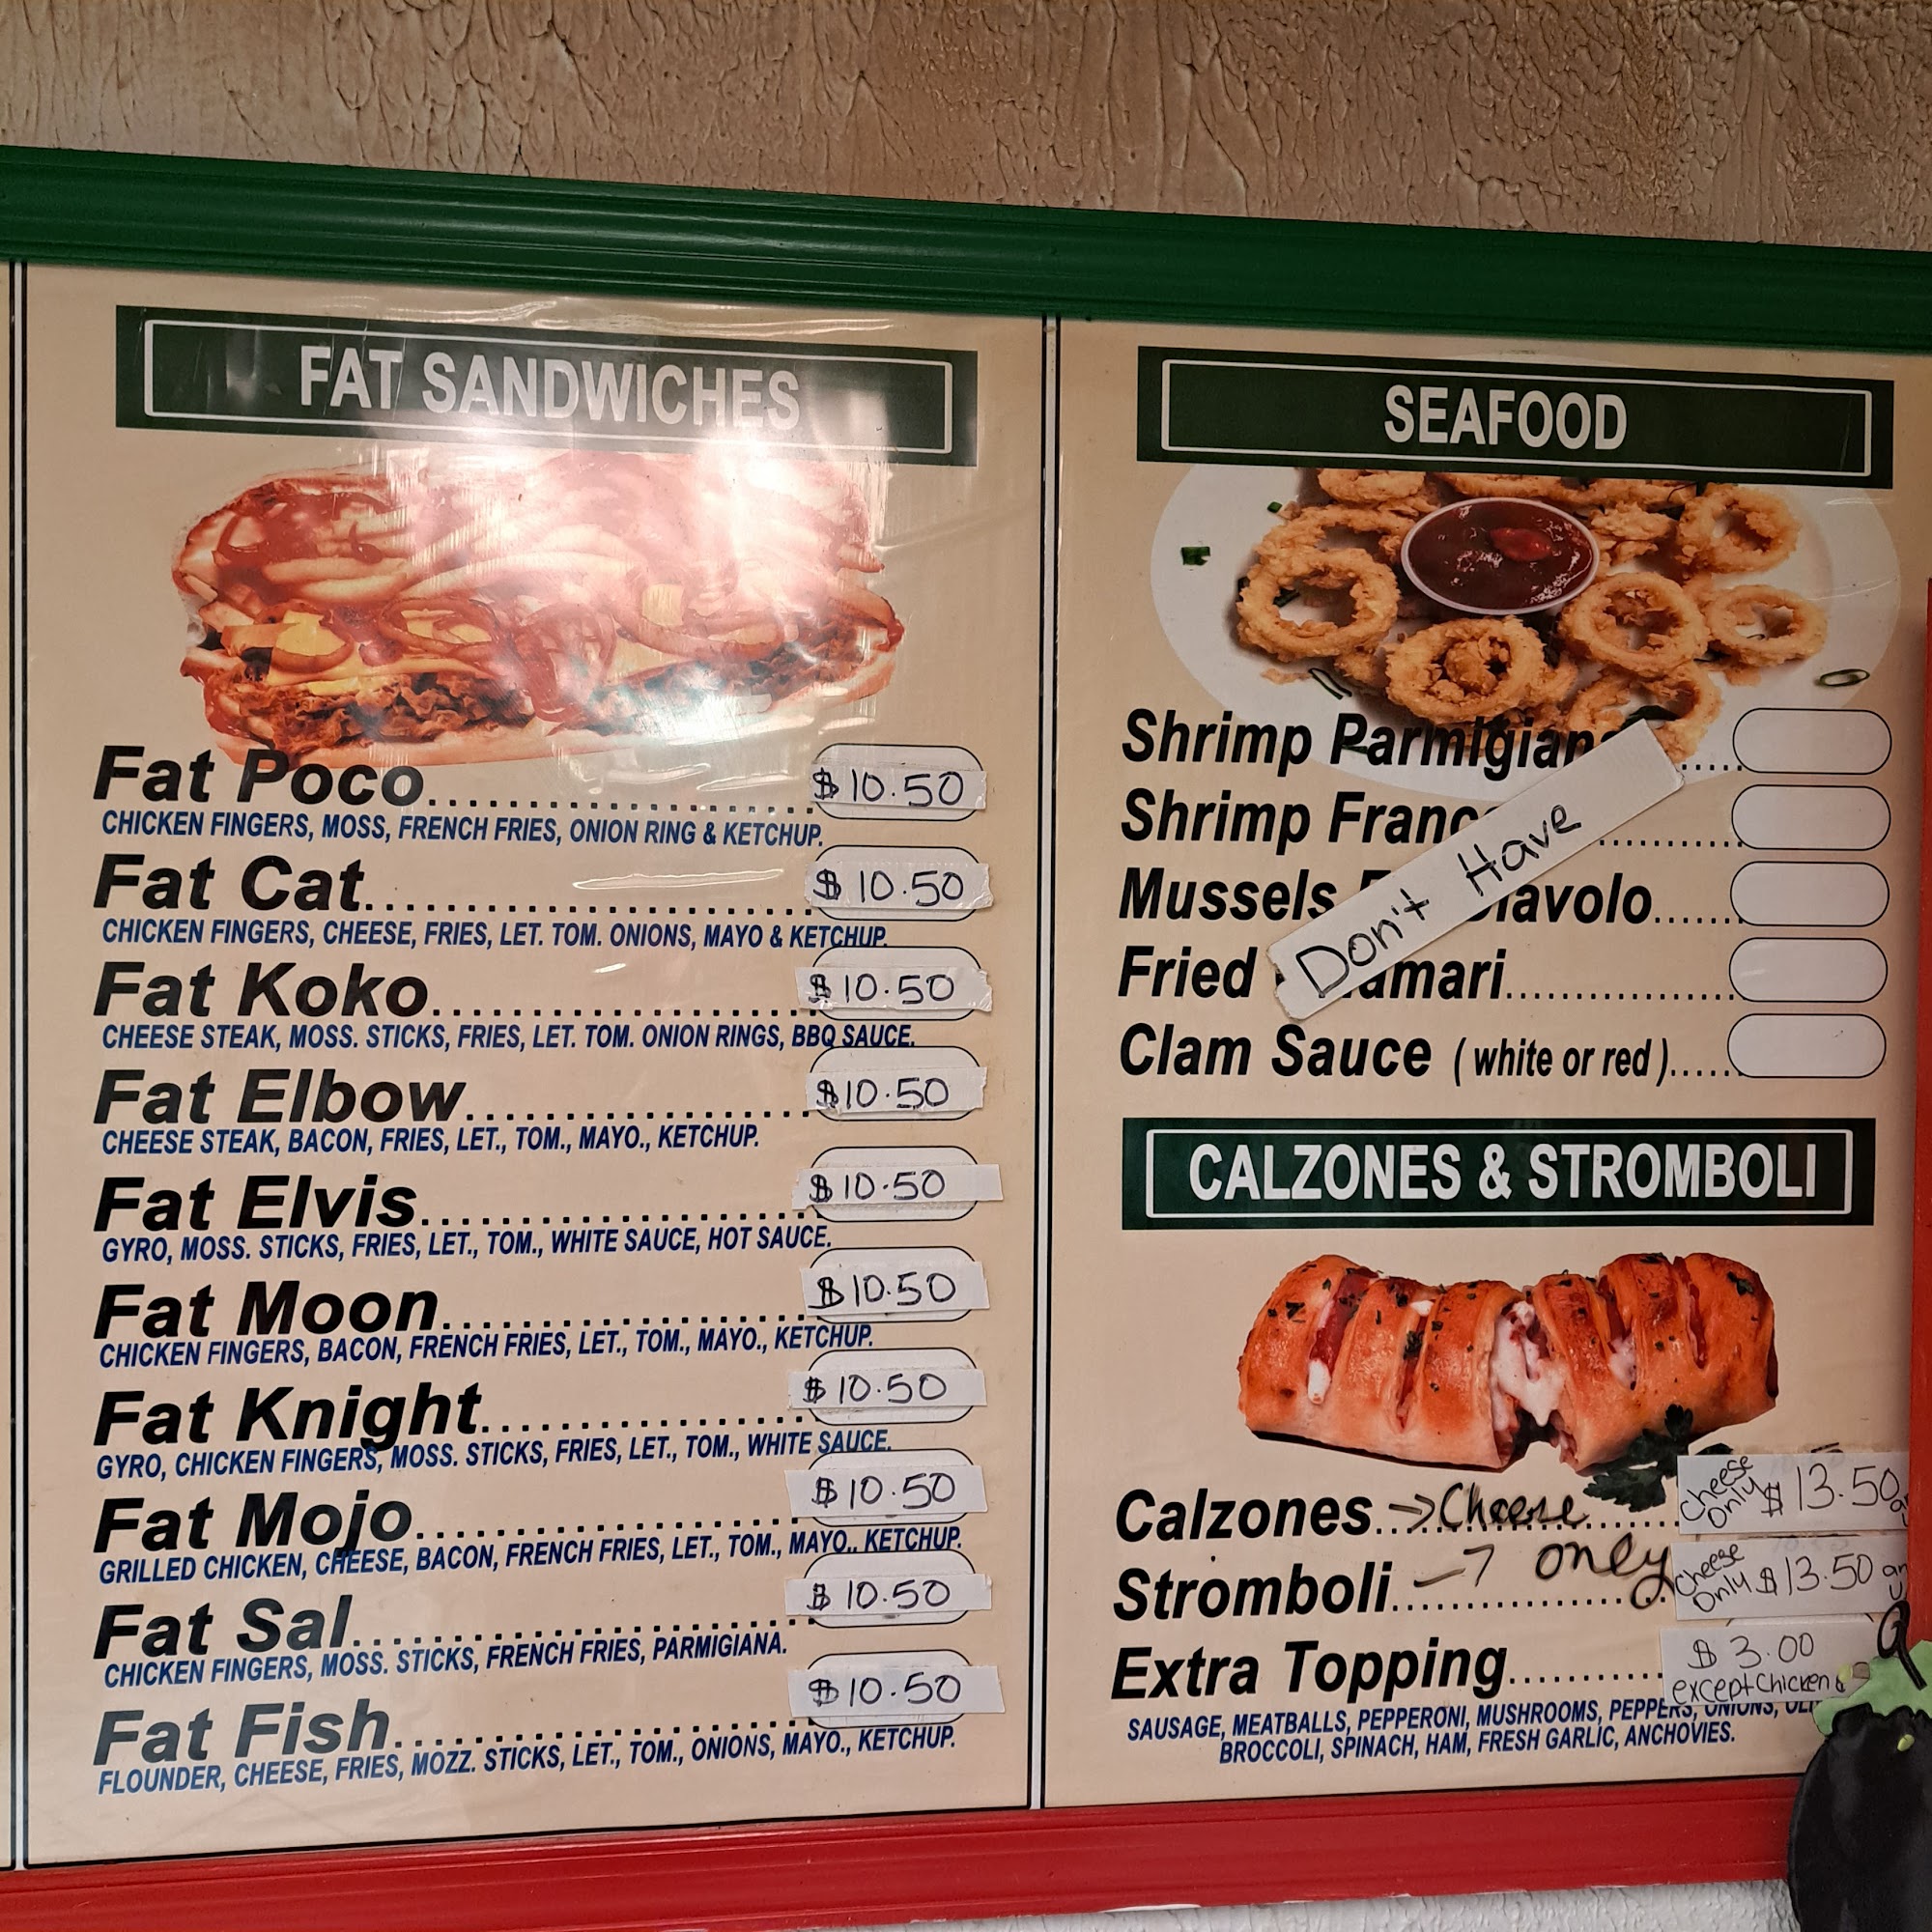 FAT SANDWICHES
Fat Poco.................... $10.50
CHICKEN FINGERS, MOSS, FRENCH FRIES, ONION RING & KETCHUP.
Fat Cat........................ $10.50
CHICKEN FINGERS, CHEESE, FRIES, LET. TOM. ONIONS, MAYO & KETCHUP.
Fat Koko.................... $10.50
CHEESE STEAK, MOSS. STICKS, FRIES, LET. TOM. ONION RINGS, BBQ SAUCE.
Fat Elbow.................. $10.50
CHEESE STEAK, BACON, FRIES, LET., TOM., MAYO., KETCHUP.
Fat Elvis..................... $10.50
GYRO, MOSS. STICKS, FRIES, LET., TOM., WHITE SAUCE, HOT SAUCE.
Fat Moon................... $10.50
CHICKEN FINGERS, BACON, FRENCH FRIES, LET., TOM., MAYO., KETCHUP.
Fat Knight................. $10.50
GYRO, CHICKEN FINGERS, MOSS. STICKS, FRIES, LET., TOM., WHITE SAUCE.
Fat Mojo.................... $10.50
GRILLED CHICKEN, CHEESE, BACON, FRENCH FRIES, LET., TOM., MAYO., KETCHUP.
Fat Sal........................ $10.50
CHICKEN FINGERS, MOSS. STICKS, FRENCH FRIES, PARMIGIANA.
Fat Fish...................... $10.50
FLOUNDER, CHEESE, FRIES, MOZZ. STICKS, LET., TOM., ONIONS, MAYO., KETCHUP.
SEAFOOD
Shrimp Parmigiana.....
Shrimp
Mussels
Fried
Clam Sauce (white or red).....
Don't Have
CALZONES & STROMBOLI
Calzones → Cheese Cheese Only $13.50
Stromboli → only Cheese Only $13.50
Extra Topping.......... $3.00
except Chicken &
SAUSAGE, MEATBALLS, PEPPERONI, MUSHROOMS, PEPPERS, ONIONS,
BROCCOLI, SPINACH, HAM, FRESH GARLIC, ANCHOVIES.